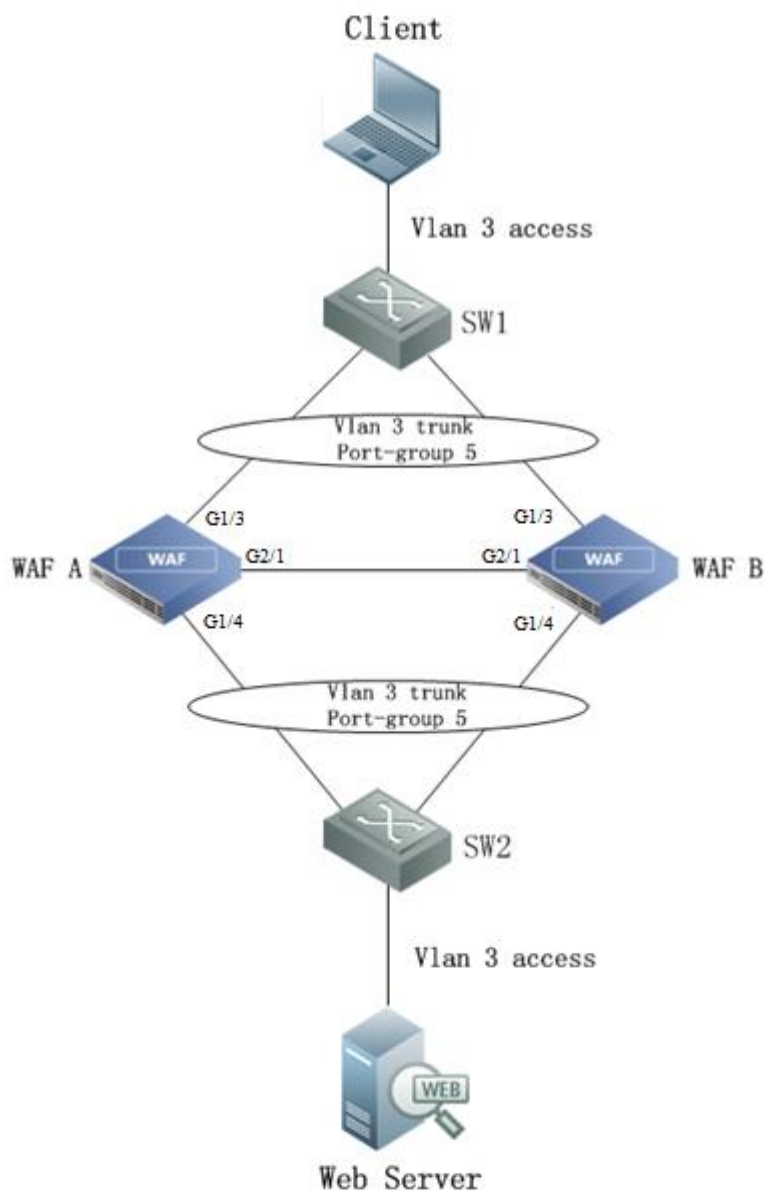 Client
Vlan 3 access
SW1
Vlan 3 trunk
Port-group 5
G1/3
G1/3
WAF A
WAF
G2/1
G2/1
WAF
WAF B
G1/4
G1/4
Vlan 3 trunk
Port-group 5
SW2
Vlan 3 access
WEB
Web Server